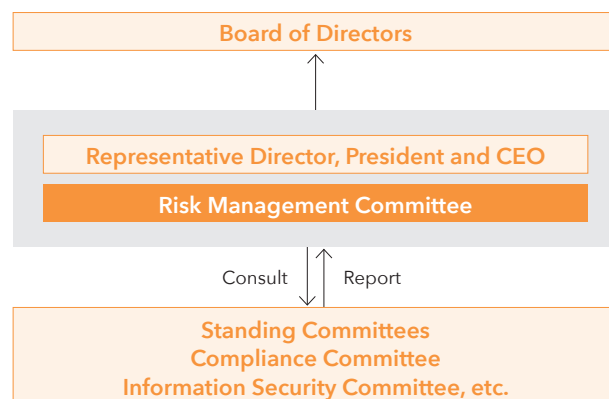 Board of Directors
Representative Director, President and CEO
Risk Management Committee
Consult
Report
Standing Committees
Compliance Committee
Information Security Committee, etc.